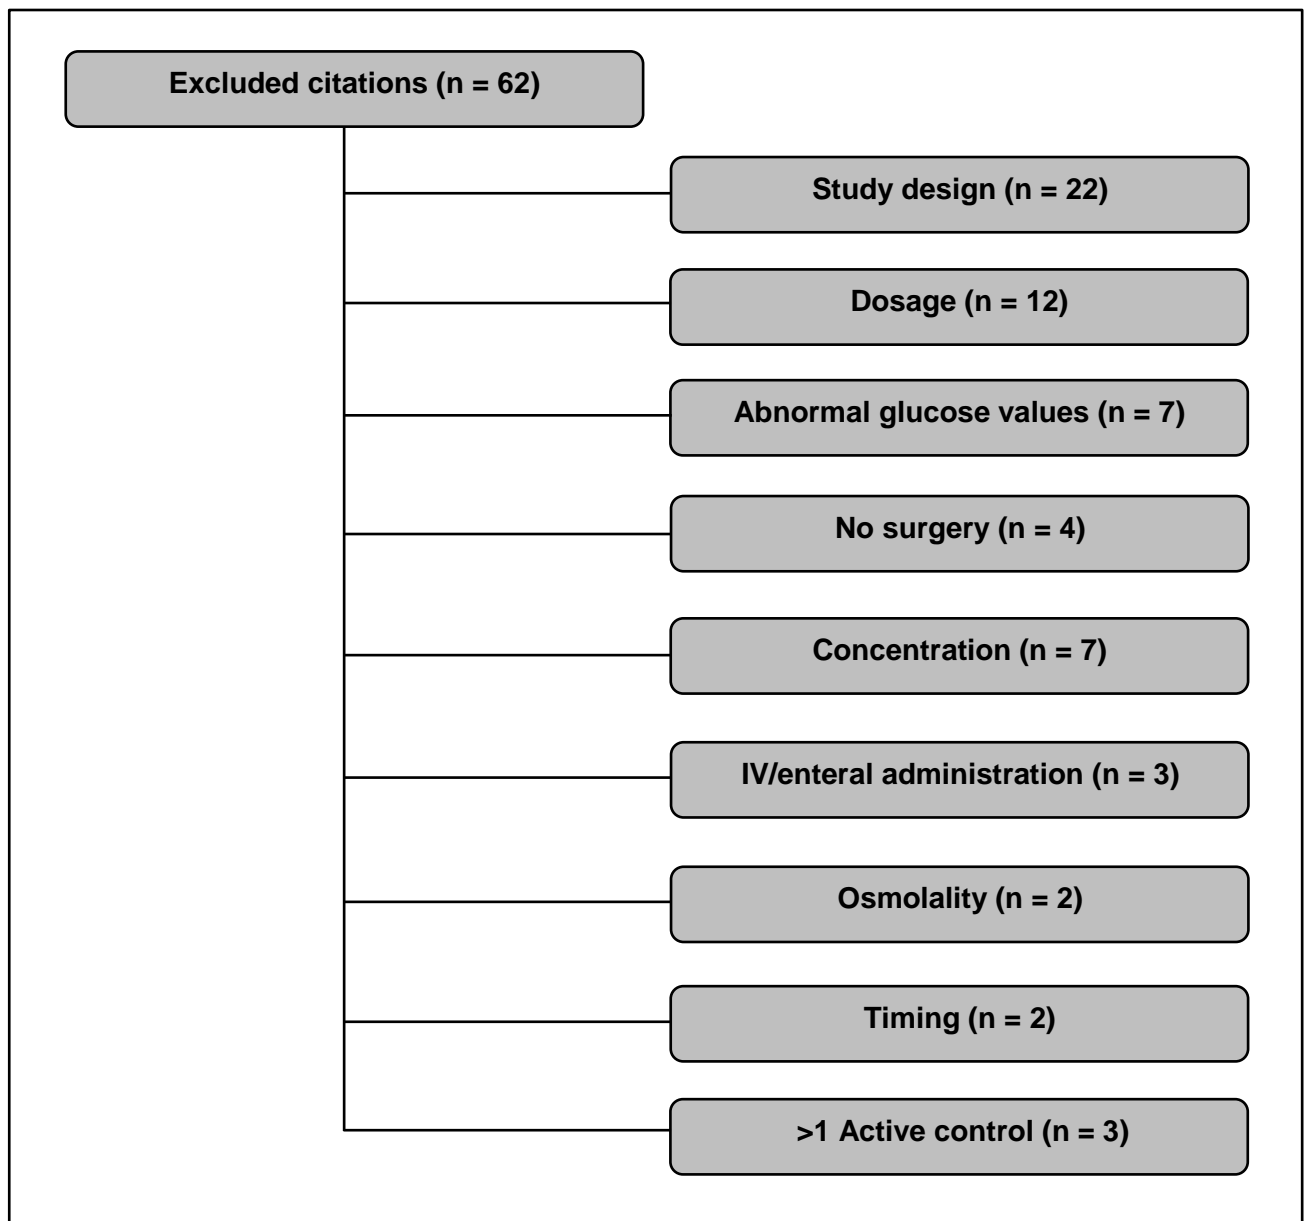 Excluded citations (n = 62)
Study design (n = 22)
Dosage (n = 12)
Abnormal glucose values (n = 7)
No surgery (n = 4)
Concentration (n = 7)
IV/enteral administration (n = 3)
Osmolality (n = 2)
Timing (n = 2)
>1 Active control (n = 3)